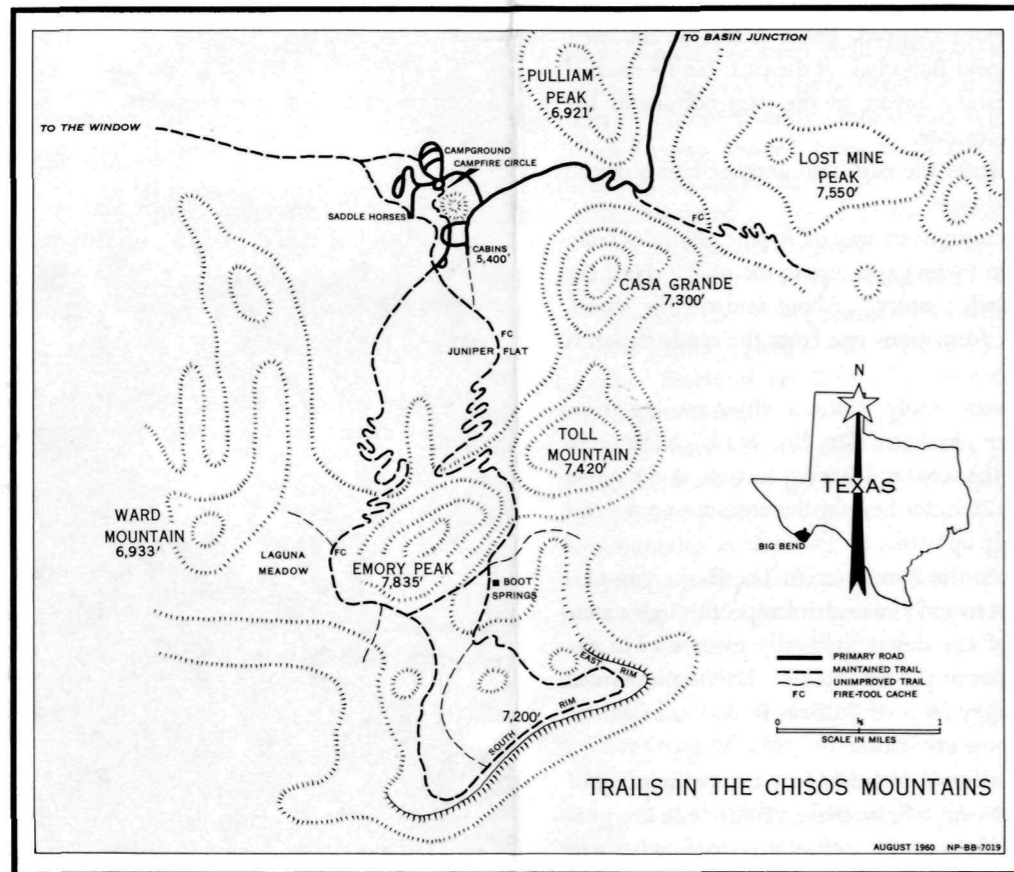 TO BASIN JUNCTION
PULLIAM
PEAK
6,921'
TO THE WINDOW
CAMPGROUND
CAMPFIRE CIRCLE
LOST MINE
PEAK
7,550'
SADDLE HORSES
FC
CABINS
5,400'
CASA GRANDE
7,300'
FC
JUNIPER FLAT
N
TOLL
MOUNTAIN
7,420'
TEXAS
WARD
MOUNTAIN
6,933'
BIG BEND
LAGUNA
MEADOW
FC
EMORY PEAK
7,835'
BOOT
SPRINGS
EAST RIM
PRIMARY ROAD
MAINTAINED TRAIL
UNIMPROVED TRAIL
FC FIRE-TOOL CACHE
7,200'
SOUTH RIM
0 ½ 1
SCALE IN MILES
TRAILS IN THE CHISOS MOUNTAINS
AUGUST 1960 NP-BB-7019